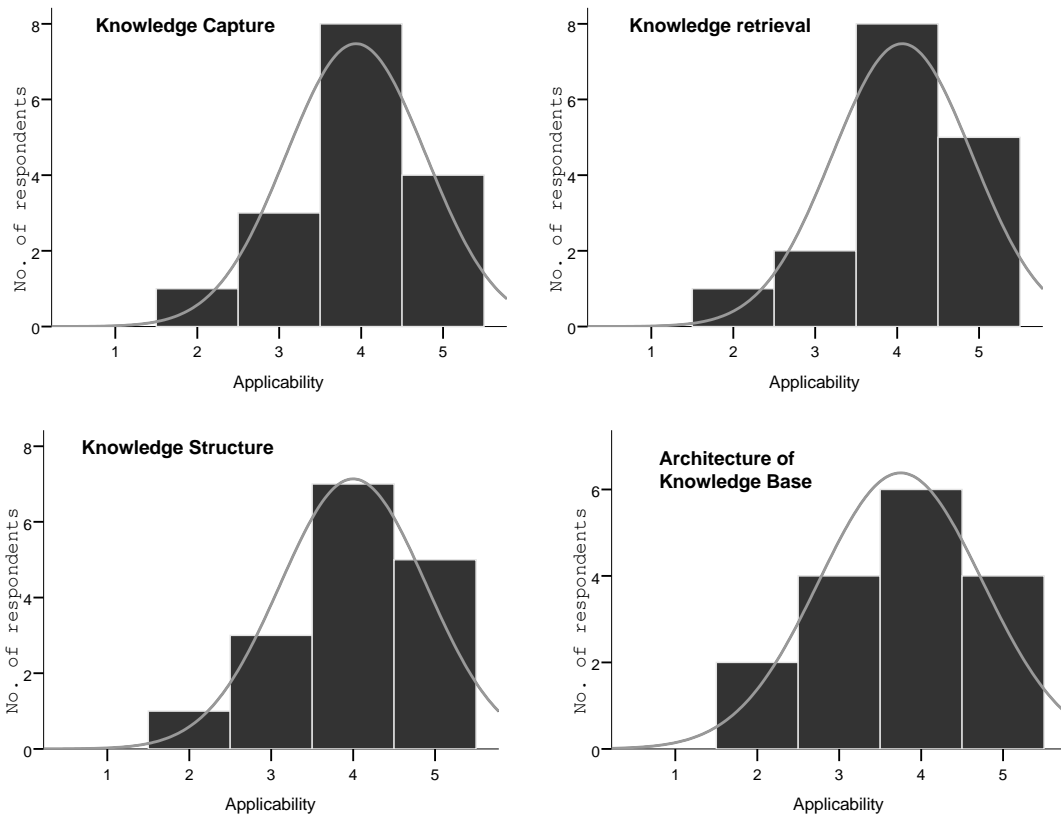 Knowledge Capture
No. of respondents
8
6
4
2
0
1 2 3 4 5
Applicability
Knowledge retrieval
No. of respondents
8
6
4
2
0
1 2 3 4 5
Applicability
Knowledge Structure
No. of respondents
8
6
4
2
0
1 2 3 4 5
Applicability
Architecture of
Knowledge Base
No. of respondents
6
4
2
0
1 2 3 4 5
Applicability